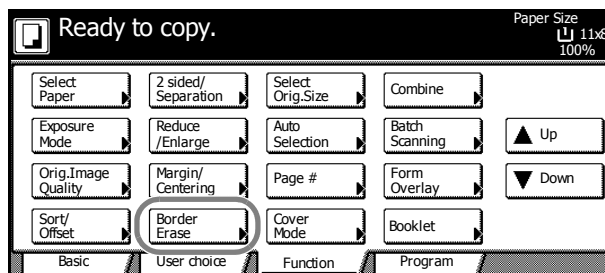 Ready to copy.
Paper Size
11x8
100%
Select
Paper
2 sided/
Separation
Select
Orig.Size
Combine
Exposure
Mode
Reduce
/Enlarge
Auto
Selection
Batch
Scanning
Up
Orig.Image
Quality
Margin/
Centering
Page #
Form
Overlay
Down
Sort/
Offset
Border
Erase
Cover
Mode
Booklet
Basic
User choice
Function
Program